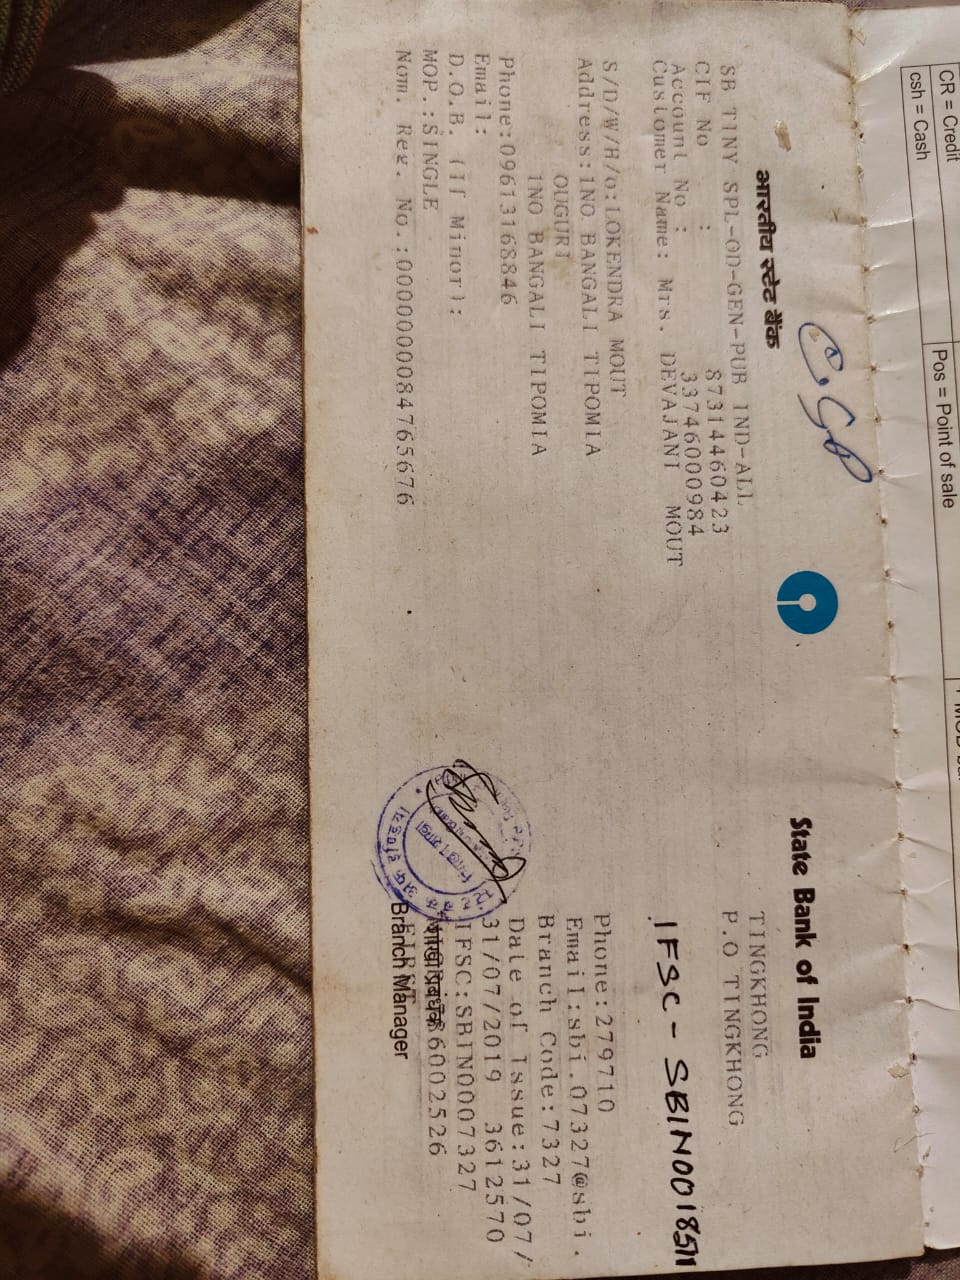 CR = Credit
csh = Cash
Pos = Point of sale
भारतीय स्टेट बैंक
State Bank of India
SB TINY SPL-OD-GEN-PUB IND-ALL
CIF No : 87314460423
Account No : 33746000984
Customer Name: Mrs. DEVAJANI MOUT
S/D/W/H/o:LOKENDRA MOUT
Address:1NO BANGALI TIPOMIA
OUGURI
1NO BANGALI TIPOMIA
Phone:09613168846
Email:
D.O.B. (If Minor):
MOP.:SINGLE
Nom. Reg. No.:00000000084765676
TINGKHONG
P.O TINGKHONG
IFSC - SBIN0018511
Phone:279710
Email:sbi.07327@sbi.
Branch Code:7327
Date of Issue:31/07/
31/07/2019 3612570
IFSC:SBIN0007327
86002526
शाखा प्रबंधक
Branch Manager